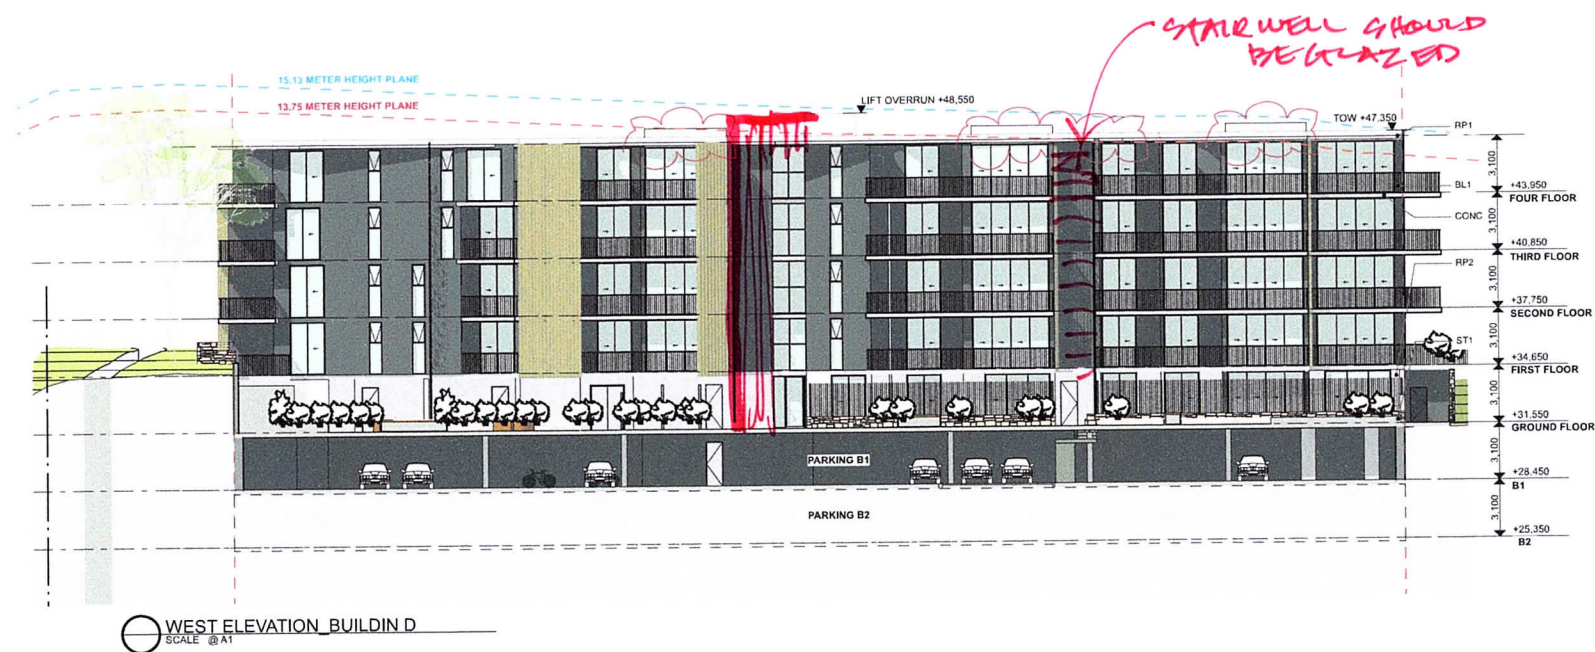 STAIRWELL SHOULD
BE GLAZED
15.13 METER HEIGHT PLANE
13.75 METER HEIGHT PLANE
LIFT OVERRUN +48,550
TOW +47,350
RP1
3,100
BL1
+43,950
FOUR FLOOR
CONC
3,100
+40,850
THIRD FLOOR
RP2
3,100
+37,750
SECOND FLOOR
3,100
ST1
+34,650
FIRST FLOOR
3,100
+31,550
GROUND FLOOR
PARKING B1
3,100
+28,450
B1
PARKING B2
3,100
+25,350
B2
WEST ELEVATION_BUILDIN D
SCALE @ A1